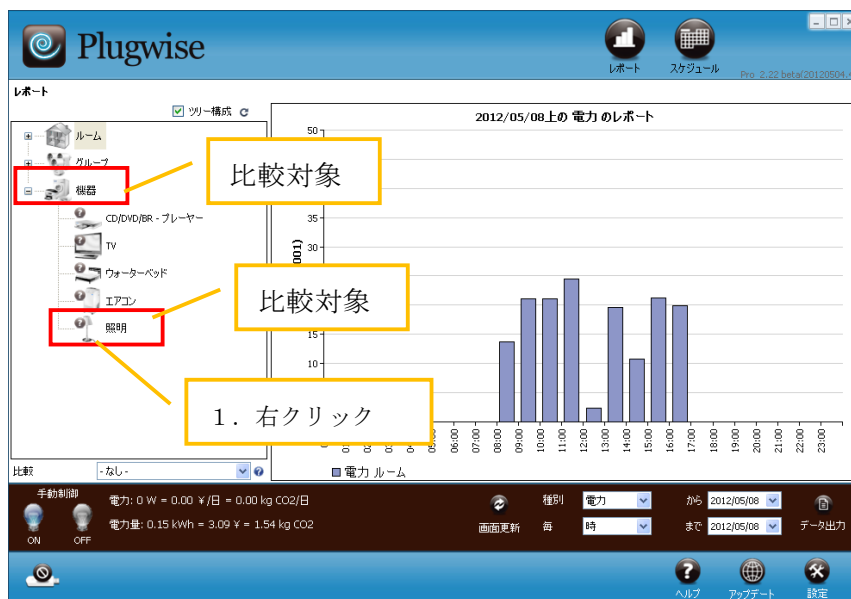 Plugwise
レポート
スケジュール
Pro 2.22 beta(20120504.
レポート
ツリー構成
ルーム
グループ
機器
CD/DVD/BR - プレーヤー
TV
ウォーターベッド
エアコン
照明
比較対象
比較対象
1．右クリック
2012/05/08上の 電力 のレポート
50
35
30
15
10
001)
06:00
07:00
08:00
09:00
10:00
11:00
12:00
13:00
14:00
15:00
16:00
17:00
18:00
19:00
20:00
21:00
22:00
23:00
電力 ルーム
比較
- なし -
手動制御
ON
OFF
電力: 0 W = 0.00 ¥/日 = 0.00 kg CO2/日
電力量: 0.15 kWh = 3.09 ¥ = 1.54 kg CO2
画面更新
種別
電力
から
2012/05/08
毎
時
まで
2012/05/08
データ出力
ヘルプ
アップデート
設定